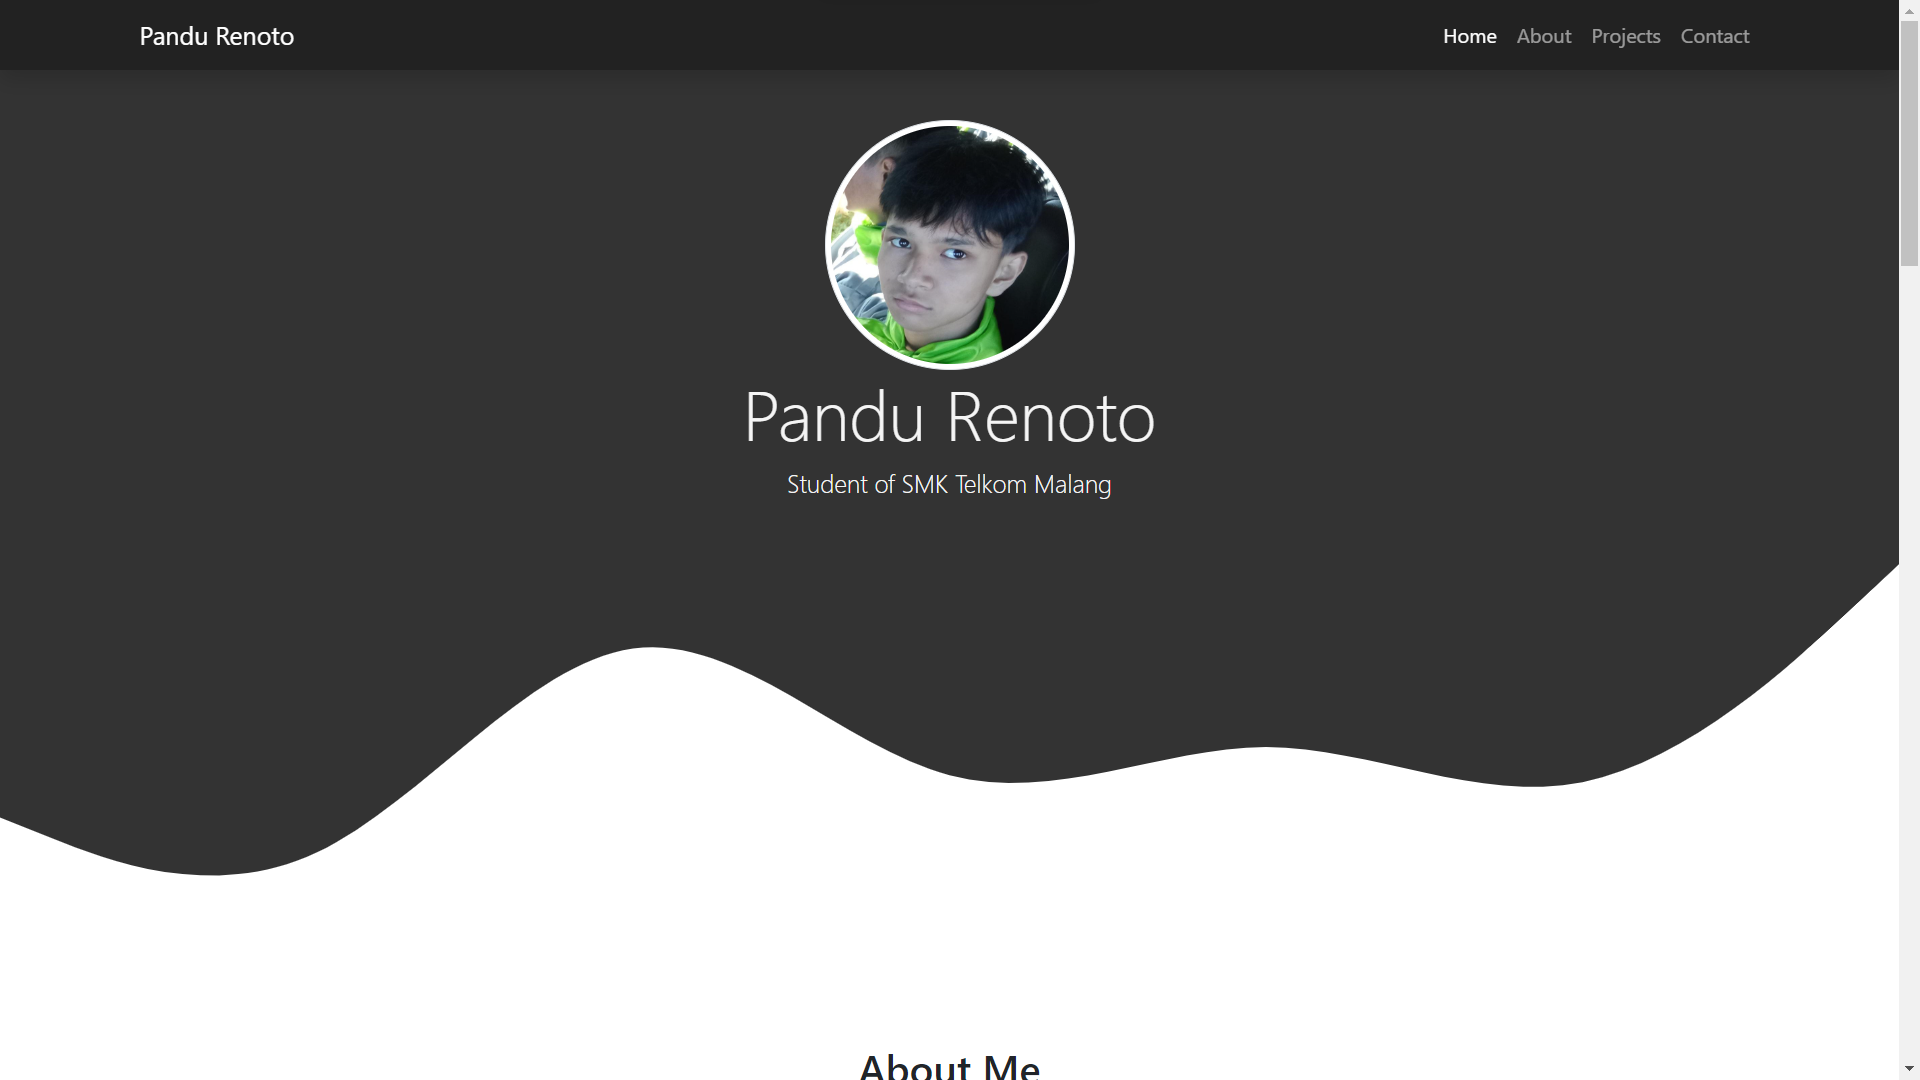 Pandu Renoto
Home About Projects Contact
Pandu Renoto
Student of SMK Telkom Malang
About Me